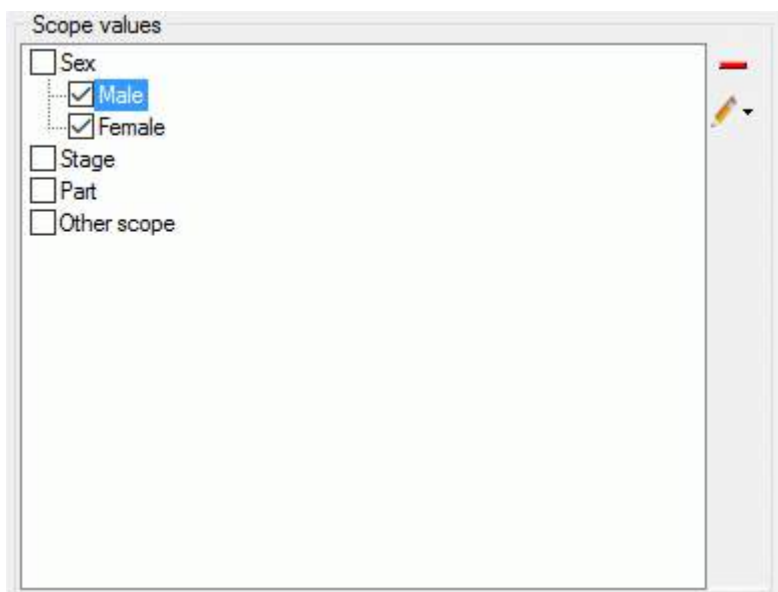 Scope values
Sex
Male
Female
Stage
Part
Other scope